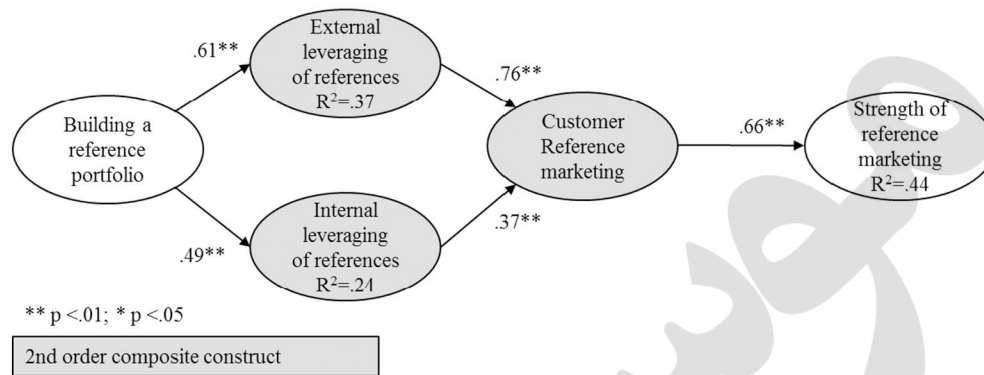 External
leveraging
of references
R²=.37
.61**
.76**
Building a
reference
portfolio
Customer
Reference
marketing
.66**
Strength of
reference
marketing
R²=.44
.49**
Internal
leveraging
of references
R²=.24
.37**
** p <.01; * p <.05
2nd order composite construct